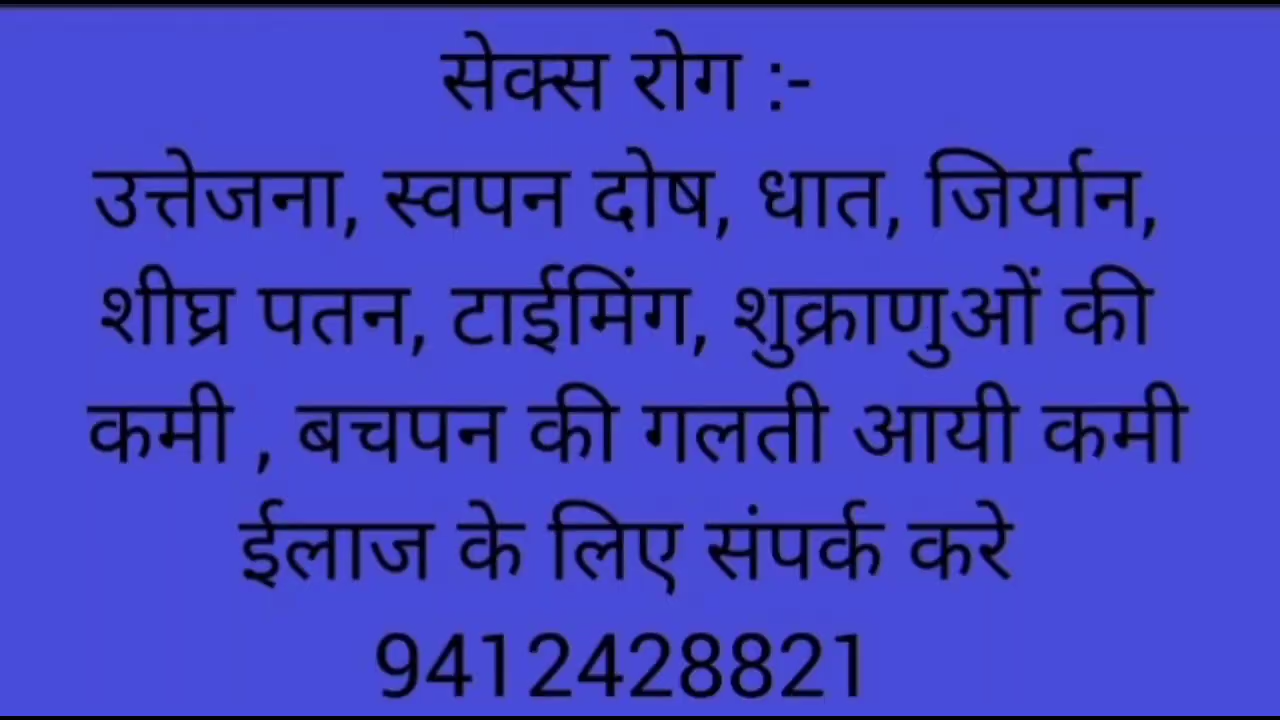 सेक्स रोग :-
उत्तेजना, स्वपन दोष, धात, जिर्यान,
शीघ्र पतन, टाईमिंग, शुक्राणुओं की
कमी , बचपन की गलती आयी कमी
ईलाज के लिए संपर्क करे
9412428821